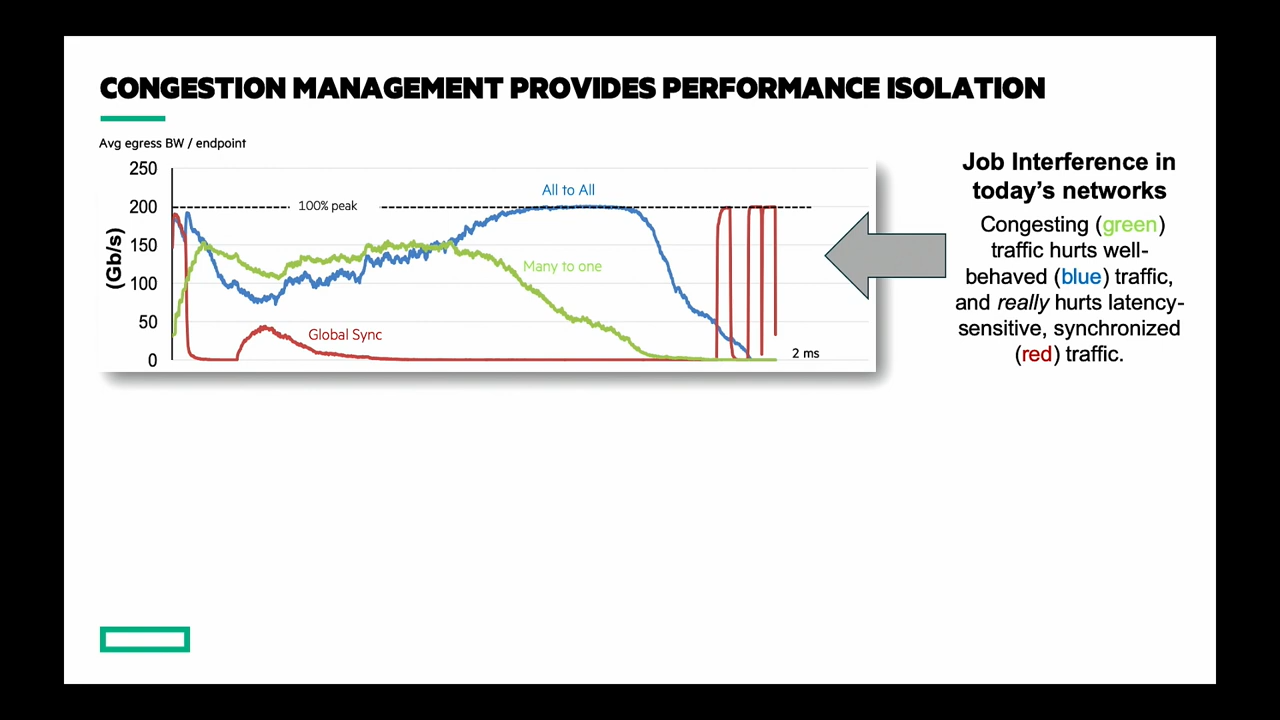 CONGESTION MANAGEMENT PROVIDES PERFORMANCE ISOLATION
Avg egress BW / endpoint
(Gb/s)
250
200
150
100
50
0
100% peak
All to All
Many to one
Global Sync
2 ms
Job Interference in
today’s networks
Congesting (green)
traffic hurts well-
behaved (blue) traffic,
and really hurts latency-
sensitive, synchronized
(red) traffic.